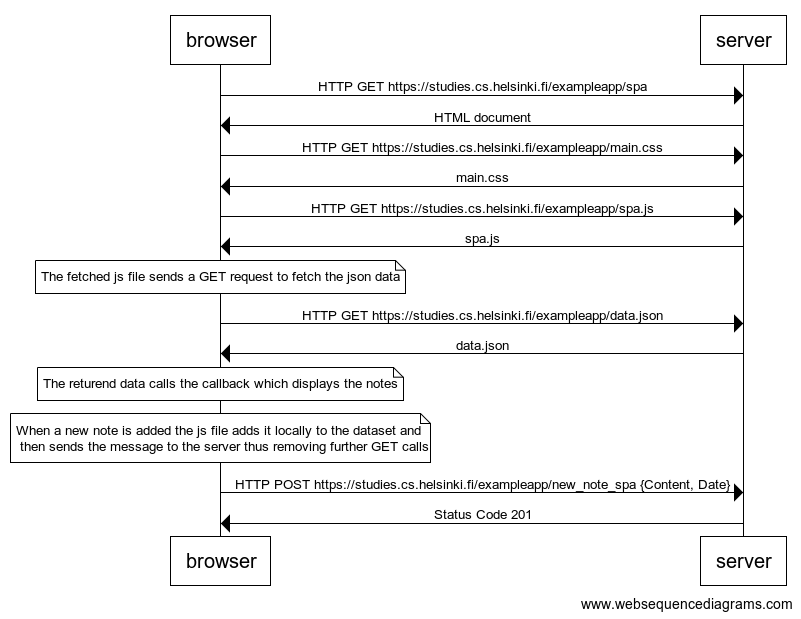 browser
server
HTTP GET https://studies.cs.helsinki.fi/exampleapp/spa
HTML document
HTTP GET https://studies.cs.helsinki.fi/exampleapp/main.css
main.css
HTTP GET https://studies.cs.helsinki.fi/exampleapp/spa.js
spa.js
The fetched js file sends a GET request to fetch the json data
HTTP GET https://studies.cs.helsinki.fi/exampleapp/data.json
data.json
The returend data calls the callback which displays the notes
When a new note is added the js file adds it locally to the dataset and
then sends the message to the server thus removing further GET calls
HTTP POST https://studies.cs.helsinki.fi/exampleapp/new_note_spa {Content, Date}
Status Code 201
browser
server
www.websequencediagrams.com